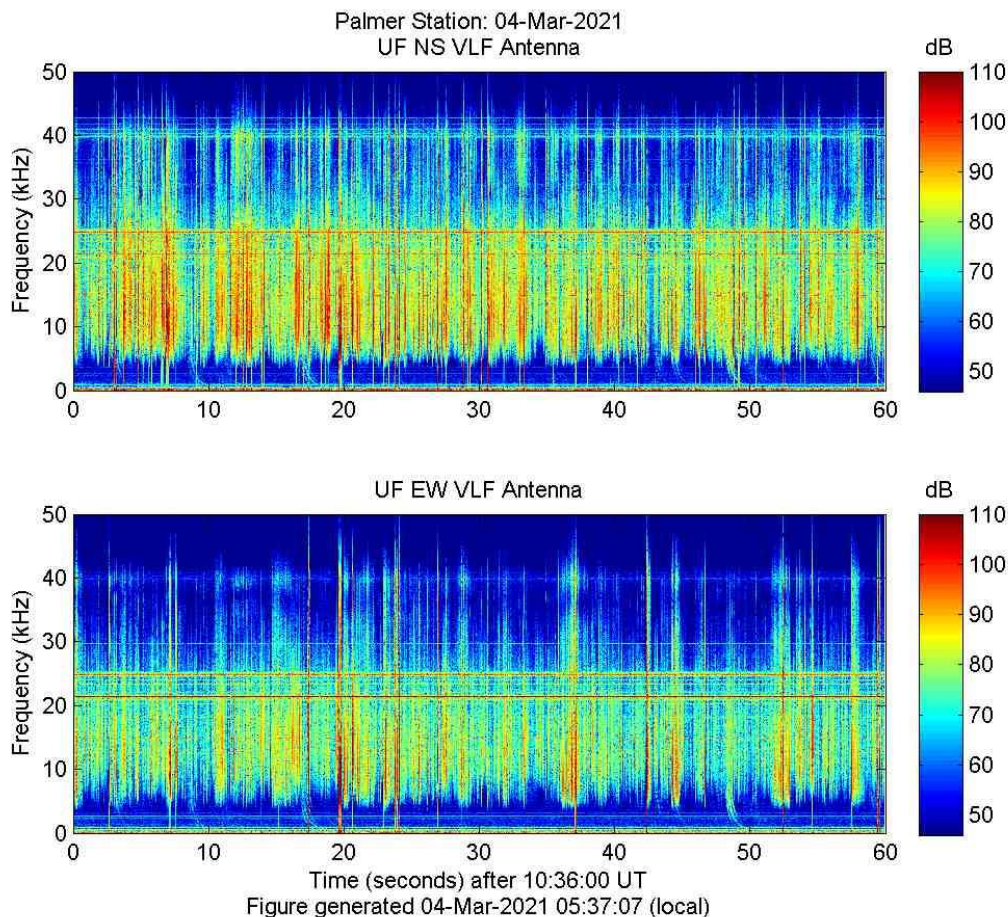 Palmer Station: 04-Mar-2021
UF NS VLF Antenna
dB
50
40
30
20
10
0
Frequency (kHz)
0 10 20 30 40 50 60
110
100
90
80
70
60
50
UF EW VLF Antenna
dB
50
40
30
20
10
0
Frequency (kHz)
0 10 20 30 40 50 60
110
100
90
80
70
60
50
Time (seconds) after 10:36:00 UT
Figure generated 04-Mar-2021 05:37:07 (local)